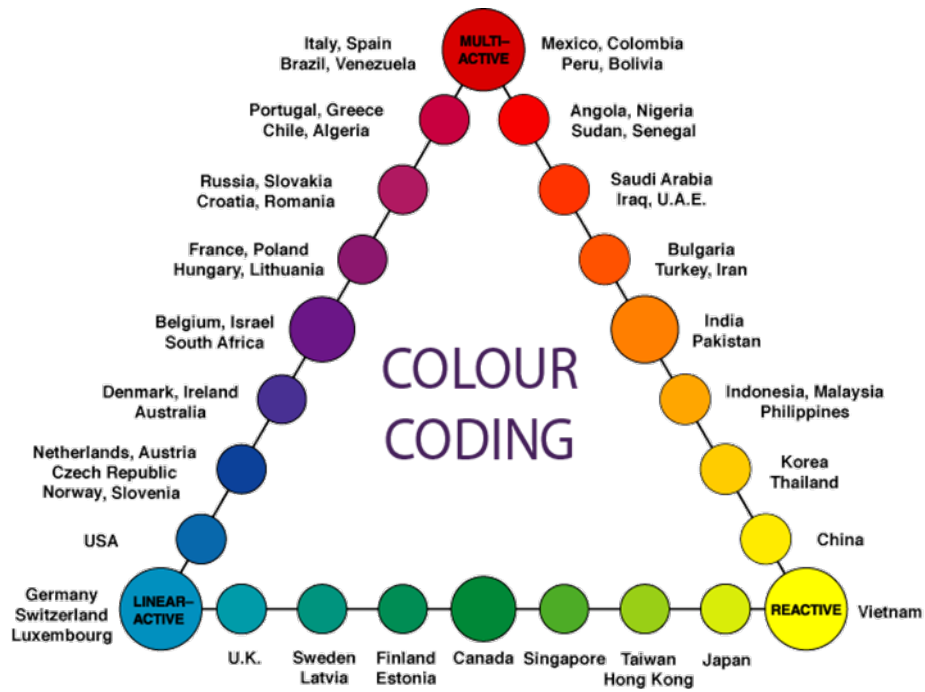 Italy, Spain
Brazil, Venezuela
MULTI–
ACTIVE
Mexico, Colombia
Peru, Bolivia
Portugal, Greece
Chile, Algeria
Angola, Nigeria
Sudan, Senegal
Russia, Slovakia
Croatia, Romania
Saudi Arabia
Iraq, U.A.E.
France, Poland
Hungary, Lithuania
Bulgaria
Turkey, Iran
Belgium, Israel
South Africa
India
Pakistan
COLOUR
CODING
Denmark, Ireland
Australia
Indonesia, Malaysia
Philippines
Netherlands, Austria
Czech Republic
Norway, Slovenia
Korea
Thailand
USA
China
Germany
Switzerland
Luxembourg
LINEAR–
ACTIVE
REACTIVE
Vietnam
U.K.
Sweden
Latvia
Finland
Estonia
Canada
Singapore
Taiwan
Hong Kong
Japan